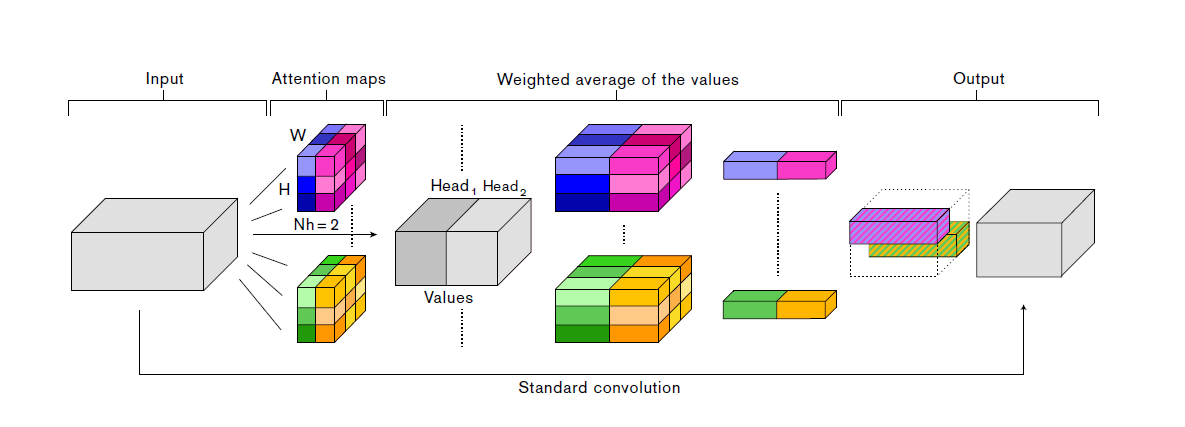 Input
Attention maps
Weighted average of the values
Output
W
H
Nh = 2
Head1 Head2
Values
Standard convolution